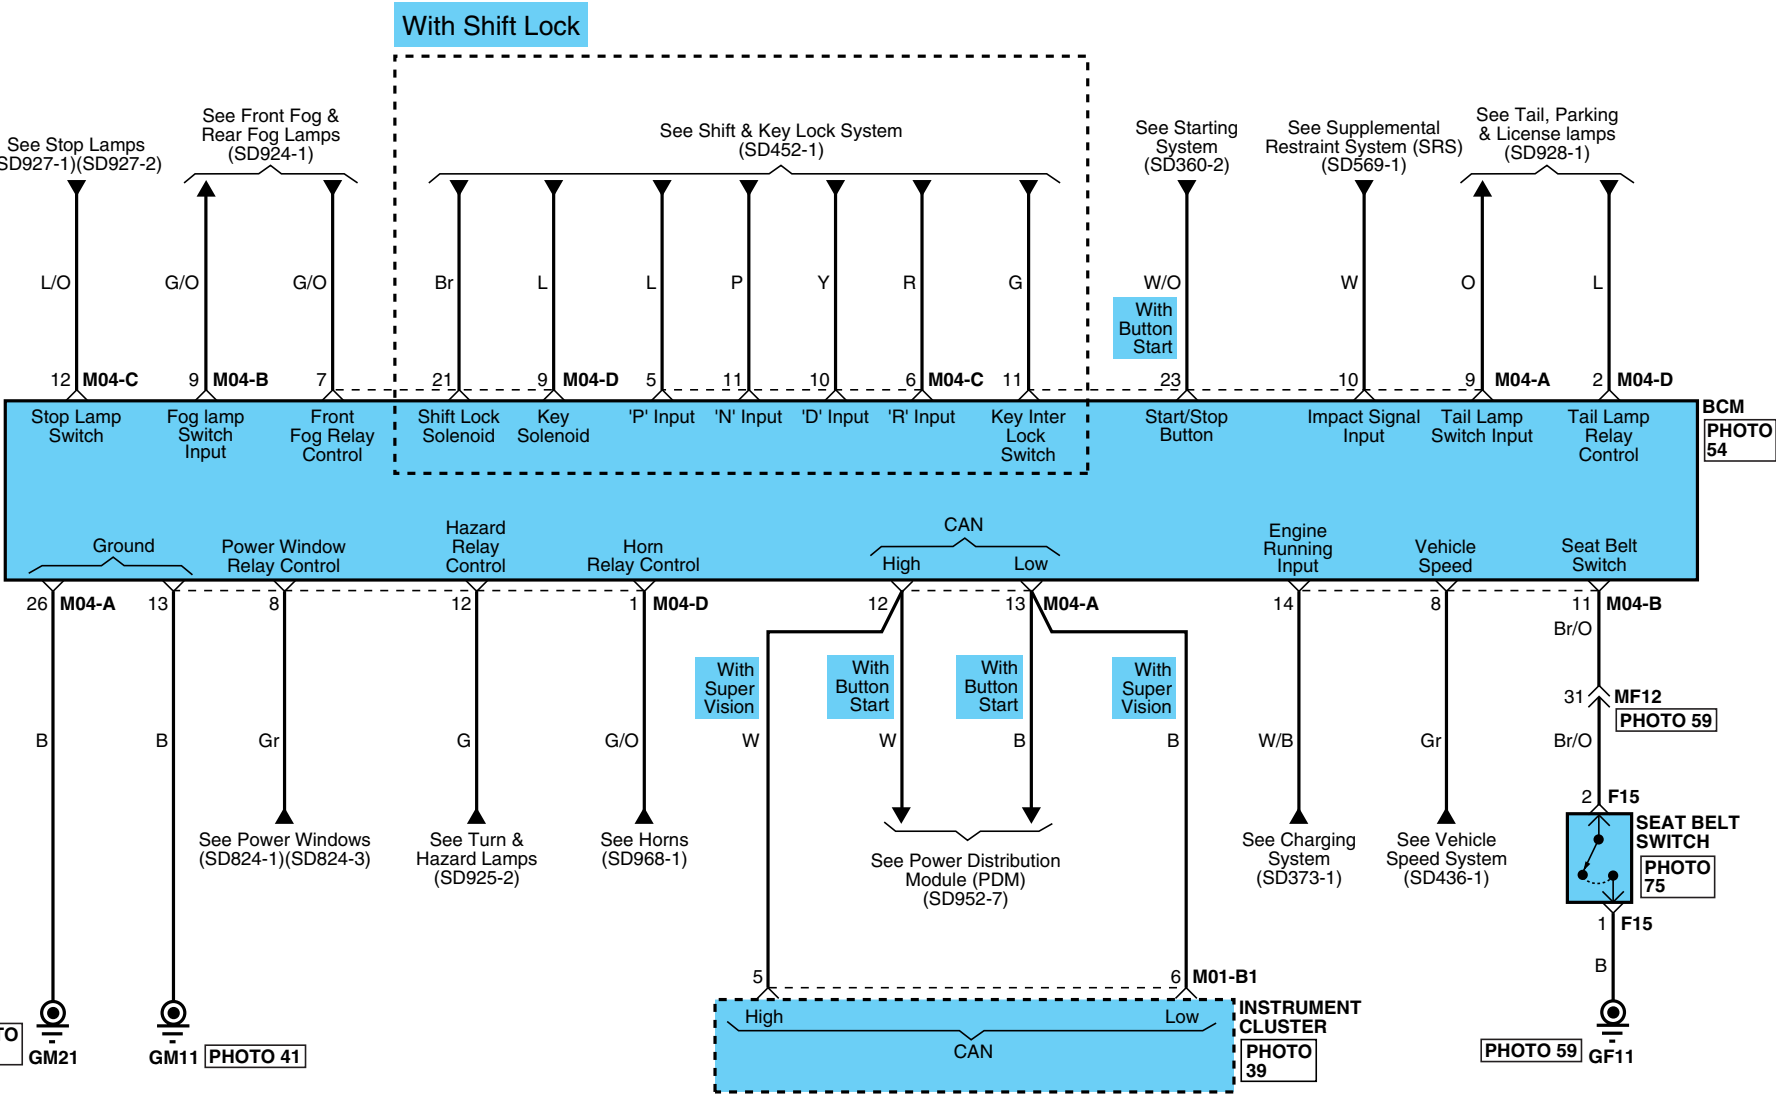 With Shift Lock
See Stop Lamps
SD927-1)(SD927-2)
See Front Fog &
Rear Fog Lamps
(SD924-1)
See Shift & Key Lock System
(SD452-1)
See Starting
System
(SD360-2)
See Supplemental
Restraint System (SRS)
(SD569-1)
See Tail, Parking
& License lamps
(SD928-1)
L/O G/O G/O Br L L P Y R G W/O W O L
With
Button
Start
12 M04-C 9 M04-B 7 21 9 M04-D 5 11 10 6 M04-C 11 23 10 9 M04-A 2 M04-D
Stop Lamp
Switch
Fog lamp
Switch
Input
Front
Fog Relay
Control
Shift Lock
Solenoid
Key
Solenoid
'P' Input
'N' Input
'D' Input
'R' Input
Key Inter
Lock
Switch
Start/Stop
Button
Impact Signal
Input
Tail Lamp
Switch Input
Tail Lamp
Relay
Control
BCM
PHOTO
54
Ground
Power Window
Relay Control
Hazard
Relay
Control
Horn
Relay Control
CAN
High Low
Engine
Running
Input
Vehicle
Speed
Seat Belt
Switch
26 M04-A 13 8 12 1 M04-D 12 13 M04-A 14 8 11 M04-B
Br/O
With
Super
Vision
With
Button
Start
With
Button
Start
With
Super
Vision
31 MF12
PHOTO 59
B B Gr G G/O W W B B W/B Gr Br/O
2 F15
SEAT BELT
SWITCH
PHOTO
75
See Power Windows
(SD824-1)(SD824-3)
See Turn &
Hazard Lamps
(SD925-2)
See Horns
(SD968-1)
See Power Distribution
Module (PDM)
(SD952-7)
See Charging
System
(SD373-1)
See Vehicle
Speed System
(SD436-1)
1 F15
B
5 6 M01-B1
High Low
CAN
INSTRUMENT
CLUSTER
PHOTO
39
TO
GM21
GM11 PHOTO 41
PHOTO 59 GF11